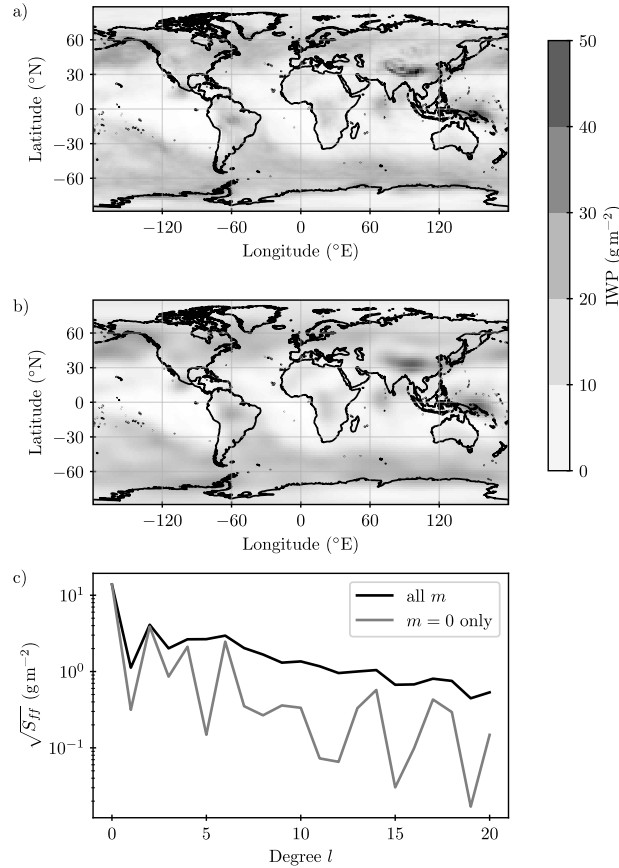 a)
60
30
0
−30
−60
Latitude (°N)
−120 −60 0 60 120
Longitude (°E)
b)
60
30
0
−30
−60
Latitude (°N)
−120 −60 0 60 120
Longitude (°E)
50
40
30
20
10
0
IWP (g m⁻²)
c)
10¹
10⁰
10⁻¹
√S_ff (g m⁻²)
all m
m = 0 only
0 5 10 15 20
Degree l